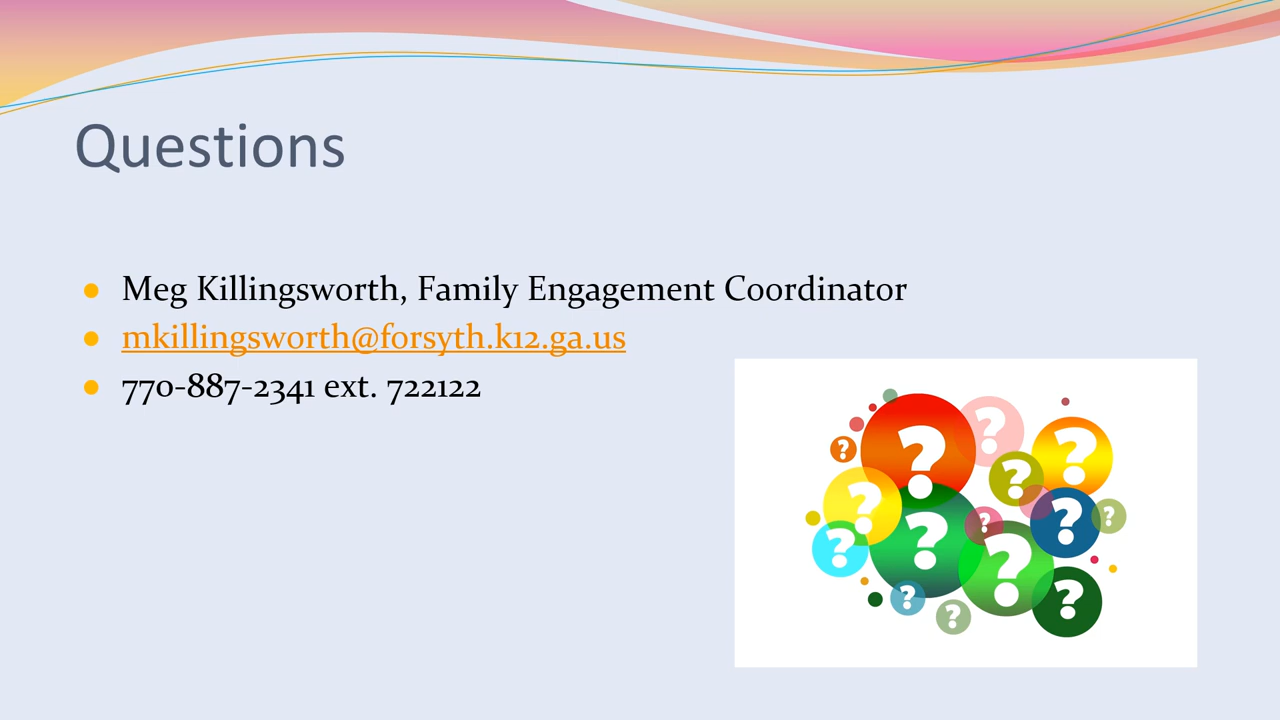 Questions
Meg Killingsworth, Family Engagement Coordinator
mkillingsworth@forsyth.k12.ga.us
770-887-2341 ext. 722122
? ? ? ? ? ? ? ? ? ? ? ? ? ?